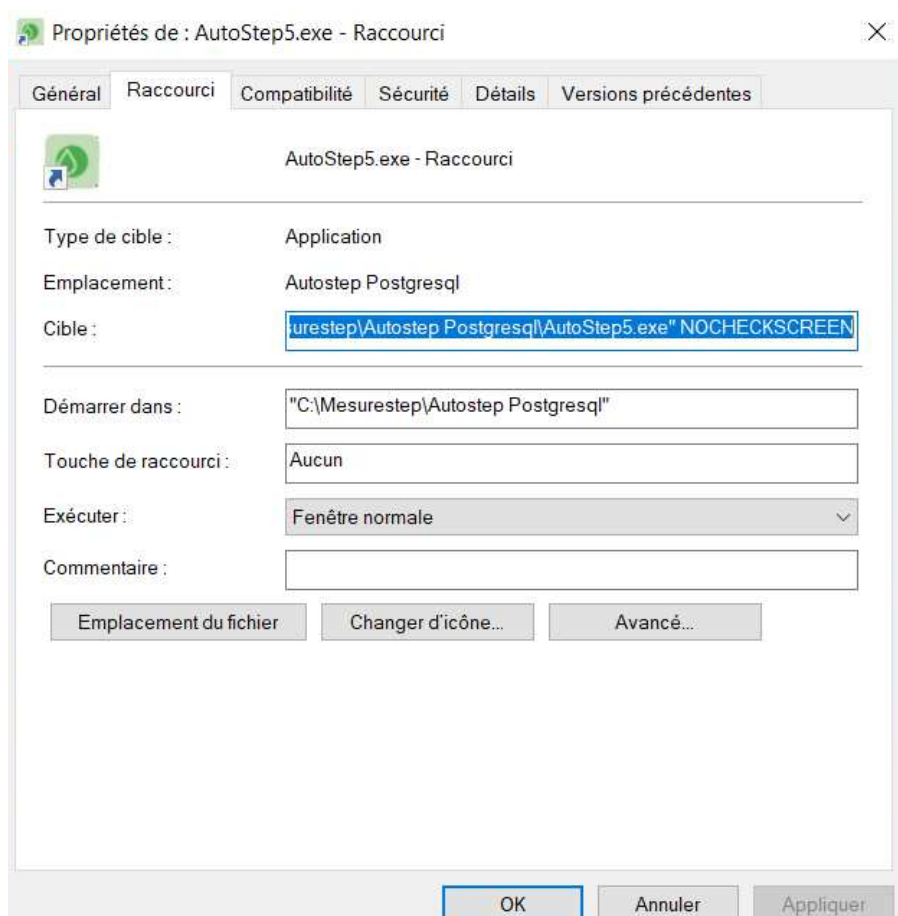 Propriétés de : AutoStep5.exe - Raccourci
Général Raccourci Compatibilité Sécurité Détails Versions précédentes
AutoStep5.exe - Raccourci
Type de cible : Application
Emplacement : Autostep Postgresql
Cible : surestep\Autostep Postgresql\AutoStep5.exe" NOCHECKSCREEN
Démarrer dans : "C:\Mesurestep\Autostep Postgresql"
Touche de raccourci : Aucun
Exécuter : Fenêtre normale
Commentaire :
Emplacement du fichier Changer d'icône... Avancé...
OK Annuler Appliquer